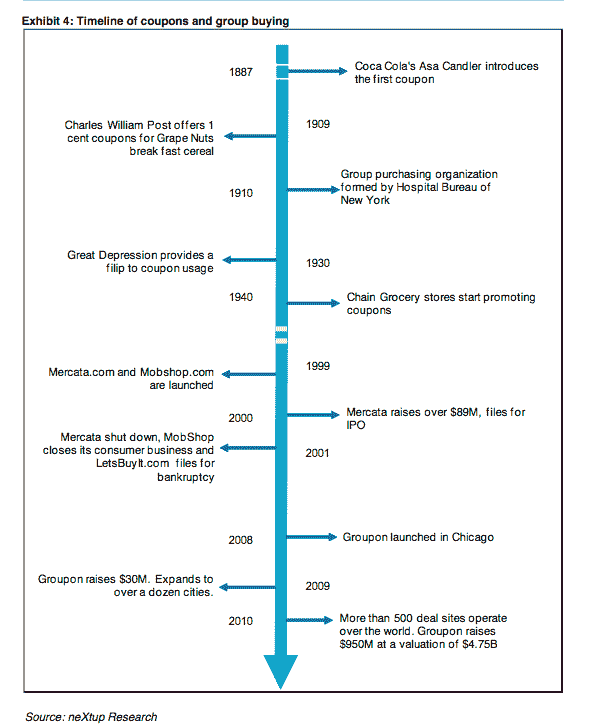 Exhibit 4: Timeline of coupons and group buying
1887
Coca Cola's Asa Candler introduces
the first coupon
Charles William Post offers 1
cent coupons for Grape Nuts
break fast cereal
1909
1910
Group purchasing organization
formed by Hospital Bureau of
New York
Great Depression provides a
filip to coupon usage
1930
1940
Chain Grocery stores start promoting
coupons
Mercata.com and Mobshop.com
are launched
1999
2000
Mercata raises over $89M, files for
IPO
Mercata shut down, MobShop
closes its consumer business and
LetsBuyIt.com files for
bankruptcy
2001
2008
Groupon launched in Chicago
Groupon raises $30M. Expands to
over a dozen cities.
2009
2010
More than 500 deal sites operate
over the world. Groupon raises
$950M at a valuation of $4.75B
Source: neXtup Research